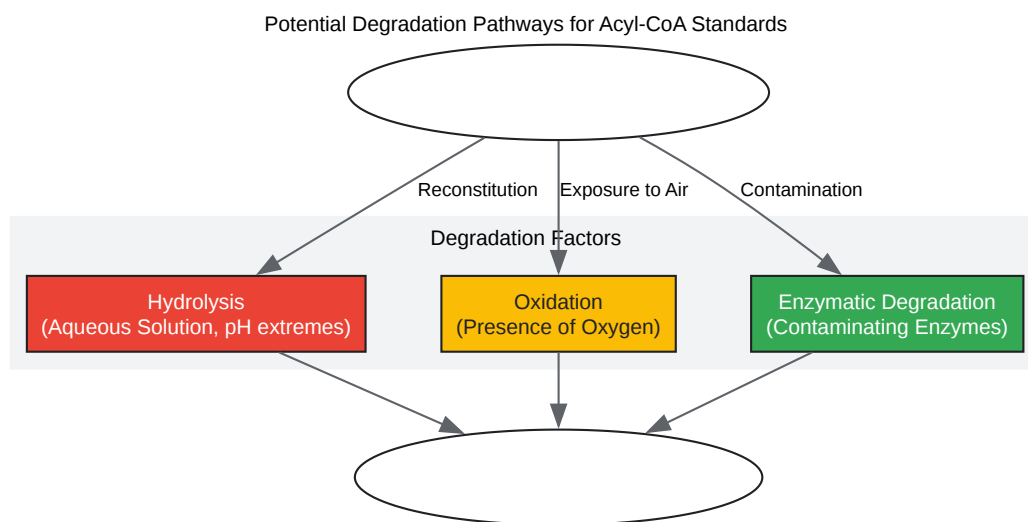 Potential Degradation Pathways for Acyl-CoA Standards
Reconstitution
Exposure to Air
Contamination
Degradation Factors
Hydrolysis
(Aqueous Solution, pH extremes)
Oxidation
(Presence of Oxygen)
Enzymatic Degradation
(Contaminating Enzymes)